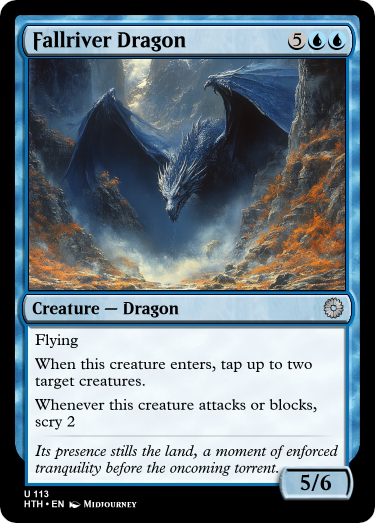 Fallriver Dragon 5
Creature — Dragon
Flying
When this creature enters, tap up to two
target creatures.
Whenever this creature attacks or blocks,
scry 2
Its presence stills the land, a moment of enforced
tranquility before the oncoming torrent.
5/6
U 113
HTH • EN Midjourney